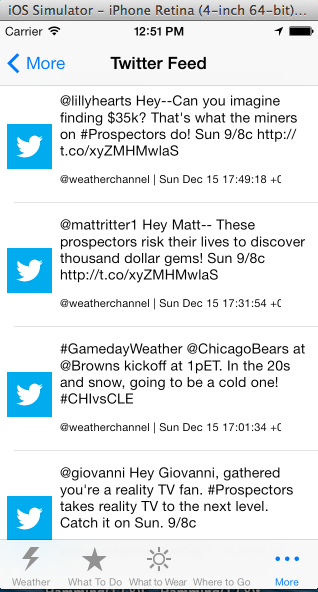 iOS Simulator – iPhone Retina (4-inch 64-bit)...
Carrier 12:51 PM
More Twitter Feed
@lillyhearts Hey--Can you imagine
finding $35k? That's what the miners
on #Prospectors do! Sun 9/8c http://
t.co/xyZMHMwlaS
@weatherchannel | Sun Dec 15 17:49:18 +0
@mattritter1 Hey Matt-- These
prospectors risk their lives to discover
thousand dollar gems! Sun 9/8c
http://t.co/xyZMHMwlaS
@weatherchannel | Sun Dec 15 17:31:54 +0
#GamedayWeather @ChicagoBears at
@Browns kickoff at 1pET. In the 20s
and snow, going to be a cold one!
#CHIvsCLE
@weatherchannel | Sun Dec 15 17:01:34 +0
@giovanni Hey Giovanni, gathered
you're a reality TV fan. #Prospectors
takes reality TV to the next level.
Catch it on Sun. 9/8c
Weather What To Do What to Wear Where to Go More